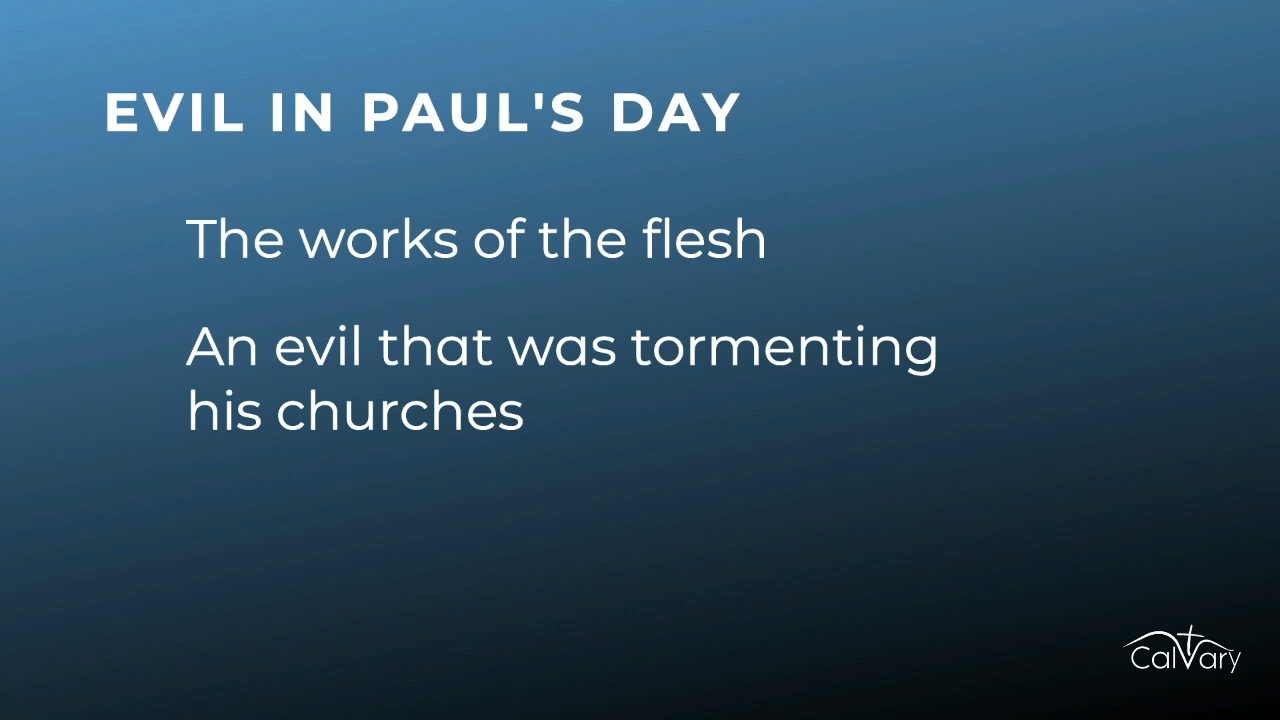 EVIL IN PAUL'S DAY
The works of the flesh
An evil that was tormenting
his churches
Calvary